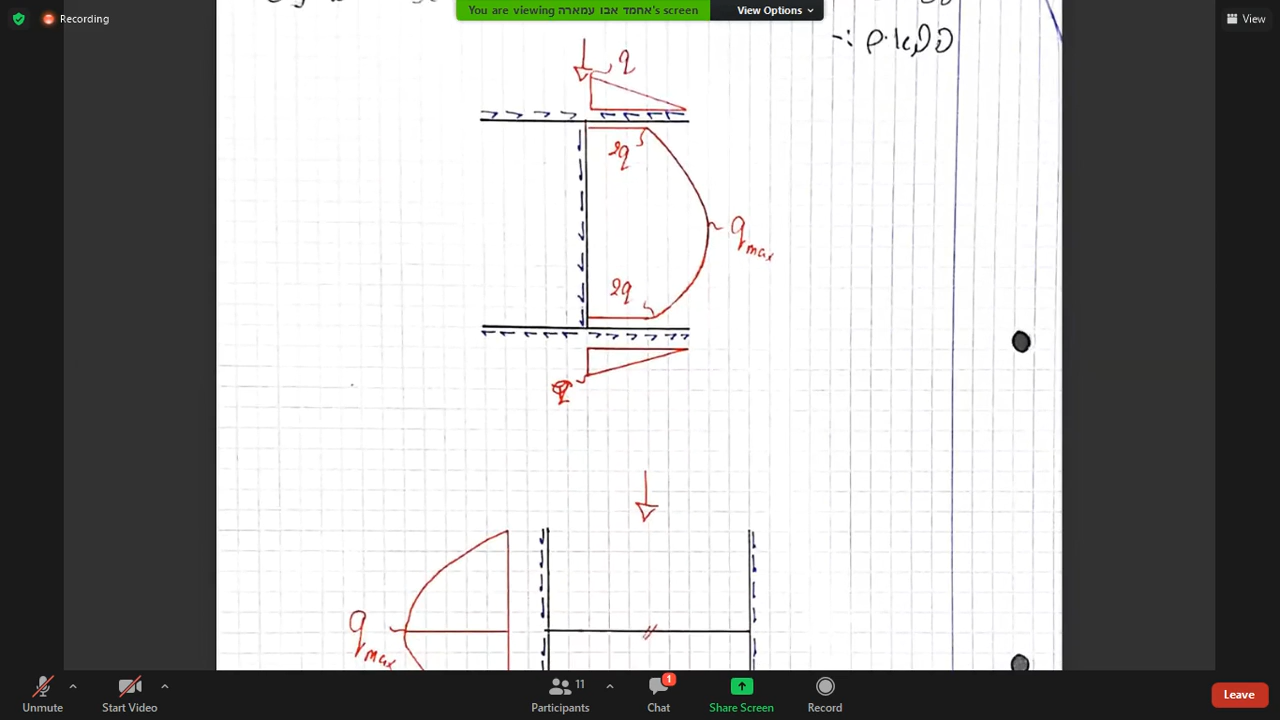 Recording
You are viewing אחמד אבו עמארה's screen
View Options
View
q
2q
qmax
2q
q
qmax
Unmute
Start Video
11
Participants
1
Chat
Share Screen
Record
Leave